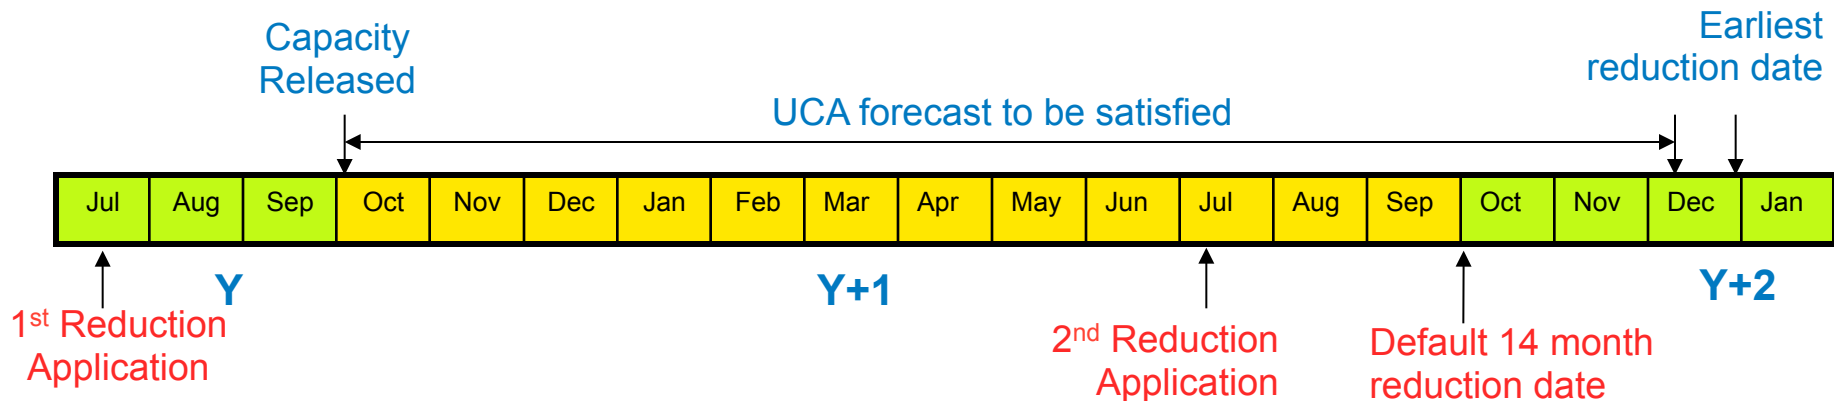 Capacity
Released
Earliest
reduction date
UCA forecast to be satisfied
Jul Aug Sep Oct Nov Dec Jan Feb Mar Apr May Jun Jul Aug Sep Oct Nov Dec Jan
Y Y+1 Y+2
1st Reduction
Application
2nd Reduction
Application
Default 14 month
reduction date